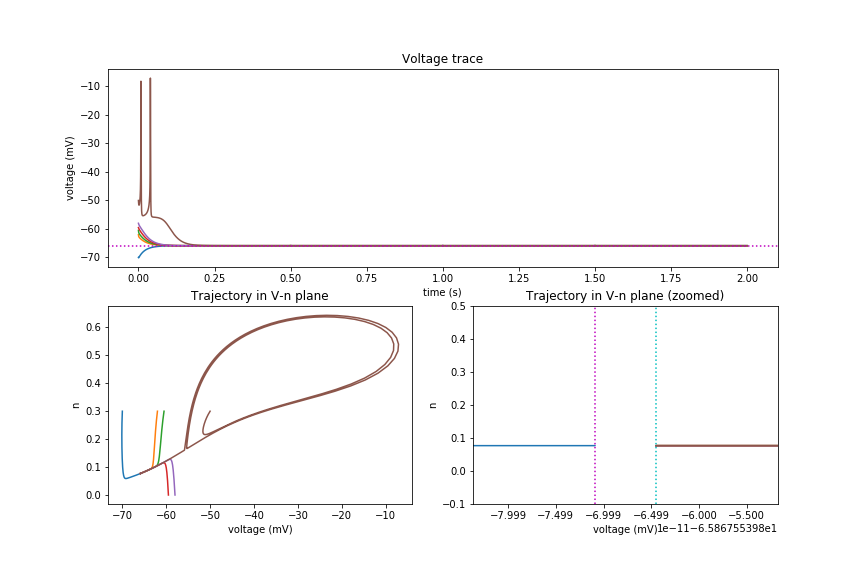 Voltage trace
voltage (mV)
−10
−20
−30
−40
−50
−60
−70
0.00 0.25 0.50 0.75 1.00 1.25 1.50 1.75 2.00
time (s)
Trajectory in V-n plane
n
0.6
0.5
0.4
0.3
0.2
0.1
0.0
−70 −60 −50 −40 −30 −20 −10
voltage (mV)
Trajectory in V-n plane (zoomed)
n
0.5
0.4
0.3
0.2
0.1
0.0
−0.1
−7.999 −7.499 −6.999 −6.499 −6.000 −5.500
voltage (mV) 1e−11−6.586755398e1